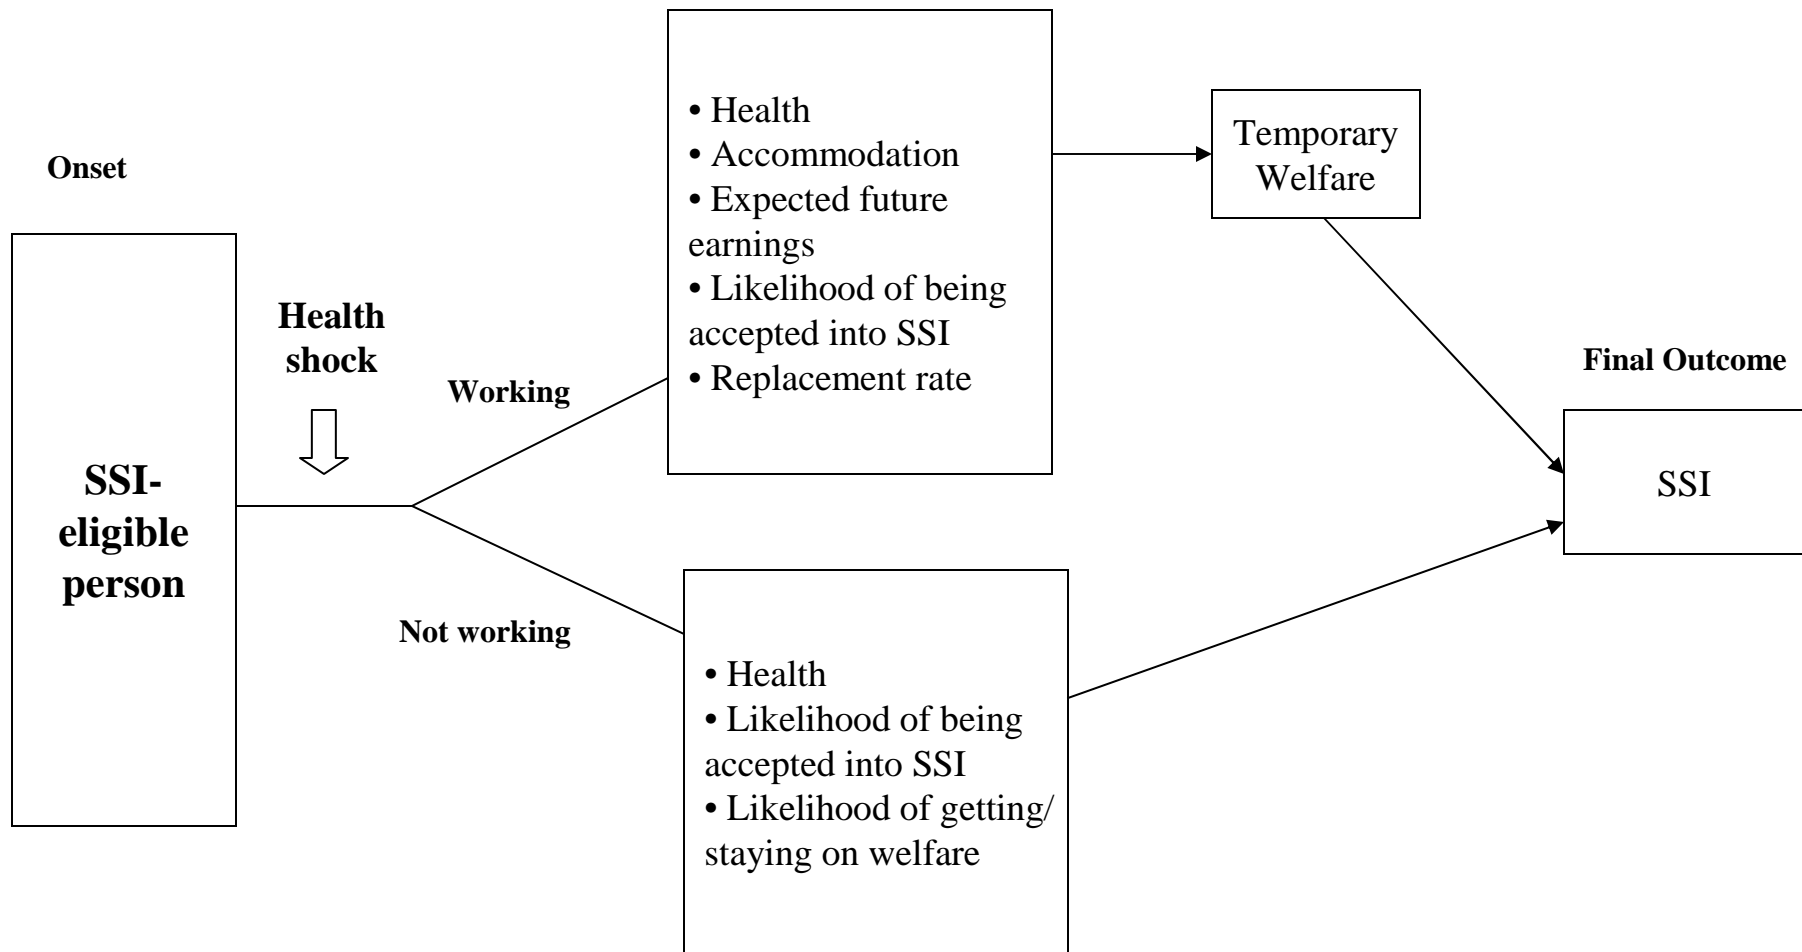 Onset
SSI-
eligible
person
Health
shock
Working
Not working
• Health
• Accommodation
• Expected future
earnings
• Likelihood of being
accepted into SSI
• Replacement rate
• Health
• Likelihood of being
accepted into SSI
• Likelihood of getting/
staying on welfare
Temporary
Welfare
Final Outcome
SSI